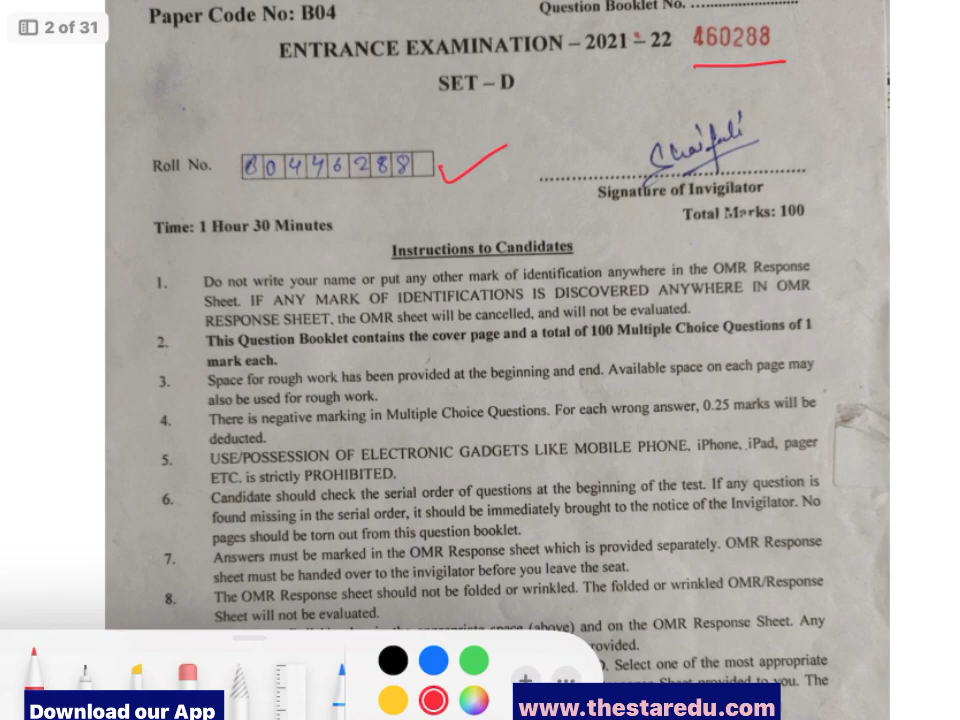 2 of 31
Paper Code No: B04
Question Booklet No. ..............................
ENTRANCE EXAMINATION – 2021 – 22 460288
SET – D
Roll No. B0446288
Signature of Invigilator
Total Marks: 100
Time: 1 Hour 30 Minutes
Instructions to Candidates
1. Do not write your name or put any other mark of identification anywhere in the OMR Response
Sheet. IF ANY MARK OF IDENTIFICATIONS IS DISCOVERED ANYWHERE IN OMR
RESPONSE SHEET, the OMR sheet will be cancelled, and will not be evaluated.
2. This Question Booklet contains the cover page and a total of 100 Multiple Choice Questions of 1
mark each.
3. Space for rough work has been provided at the beginning and end. Available space on each page may
also be used for rough work.
4. There is negative marking in Multiple Choice Questions. For each wrong answer, 0.25 marks will be
deducted.
5. USE/POSSESSION OF ELECTRONIC GADGETS LIKE MOBILE PHONE, iPhone, iPad, pager
ETC. is strictly PROHIBITED.
6. Candidate should check the serial order of questions at the beginning of the test. If any question is
found missing in the serial order, it should be immediately brought to the notice of the Invigilator. No
pages should be torn out from this question booklet.
7. Answers must be marked in the OMR Response sheet which is provided separately. OMR Response
sheet must be handed over to the invigilator before you leave the seat.
8. The OMR Response sheet should not be folded or wrinkled. The folded or wrinkled OMR/Response
Sheet will not be evaluated.
space (above) and on the OMR Response Sheet. Any
rovided.
. Select one of the most appropriate
provided to you. The
Download our App
www.thestaredu.com